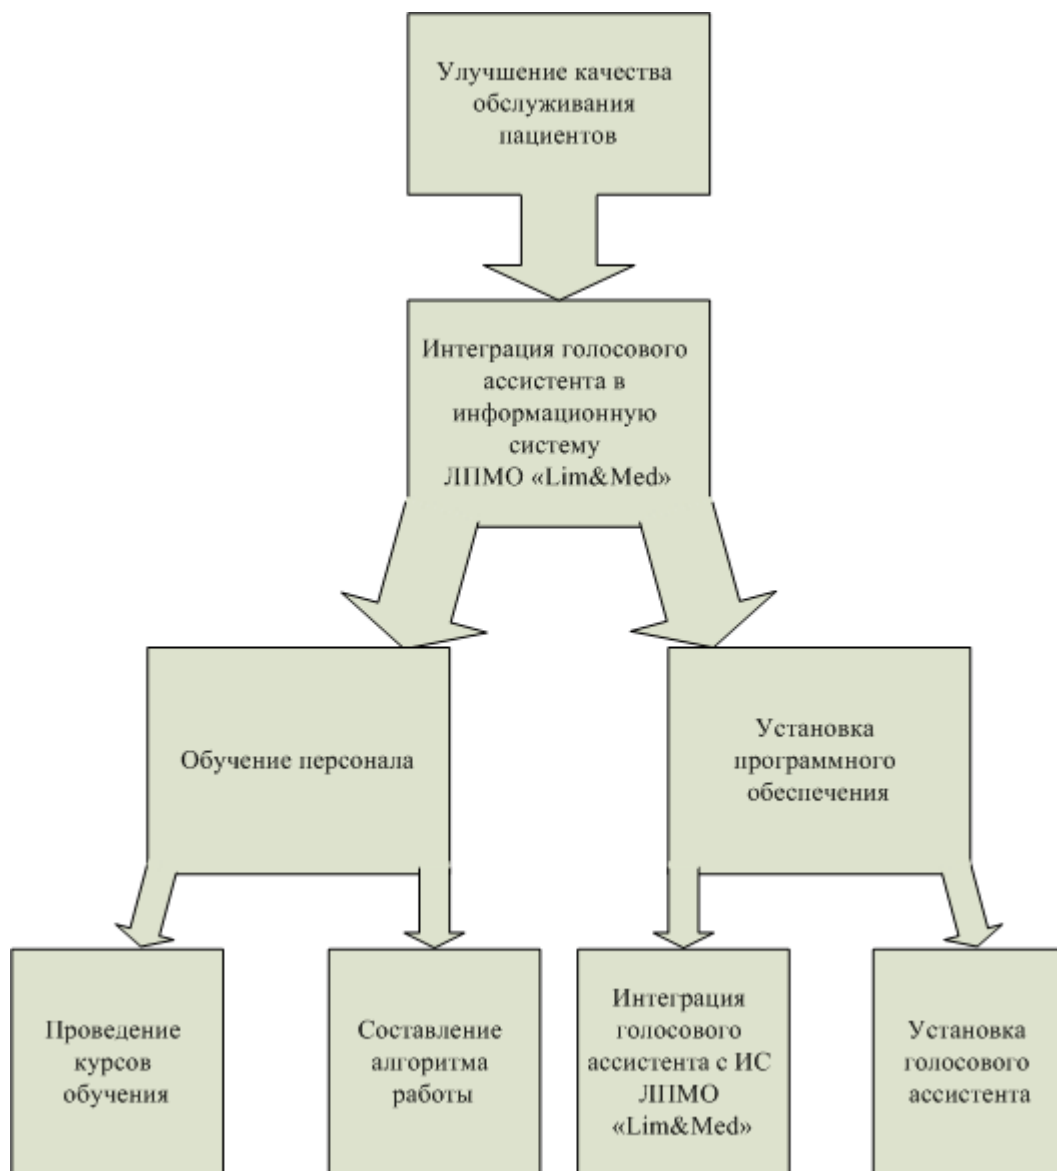 Улучшение качества
обслуживания
пациентов
Интеграция голосового
ассистента в
информационную
систему
ЛПМО «Lim&Med»
Обучение персонала
Установка
программного
обеспечения
Проведение
курсов
обучения
Составление
алгоритма
работы
Интеграция
голосового
ассистента с ИС
ЛПМО
«Lim&Med»
Установка
голосового
ассистента